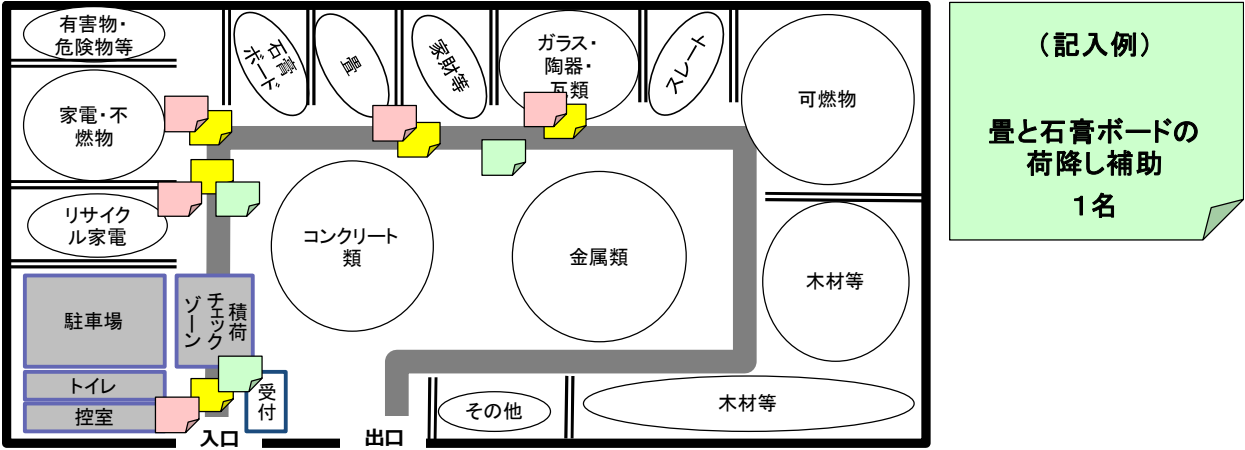 有害物・
危険物等
石膏
ボード
畳
家財等
ガラス・
陶器・
瓦類
スレート
可燃物
家電・不
燃物
リサイク
ル家電
コンクリート
類
金属類
木材等
駐車場
積荷
チェック
ゾーン
トイレ
控室
受付
入口
出口
その他
木材等
（記入例）
畳と石膏ボードの
荷降し補助
１名